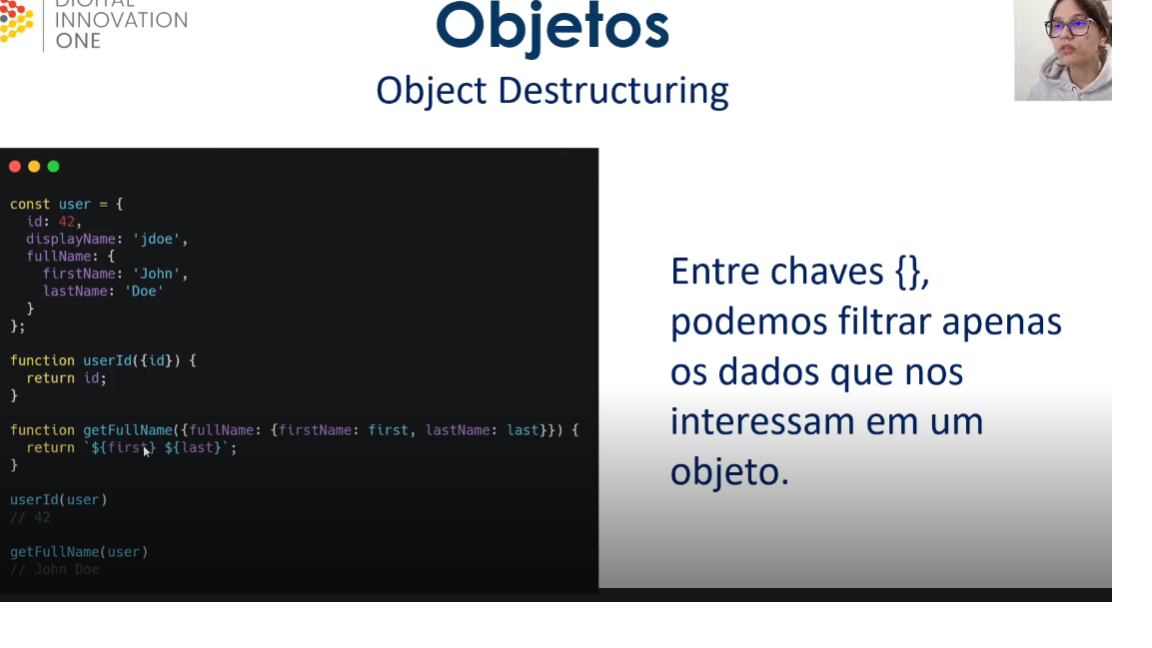 DIGITAL
INNOVATION
ONE
Objetos
Object Destructuring
const user = {
  id: 42,
  displayName: 'jdoe',
  fullName: {
    firstName: 'John',
    lastName: 'Doe'
  }
};
function userId({id}) {
  return id;
}
function getFullName({fullName: {firstName: first, lastName: last}}) {
  return `${first} ${last}`;
}
userId(user)
// 42
getFullName(user)
// John Doe
Entre chaves {},
podemos filtrar apenas
os dados que nos
interessam em um
objeto.